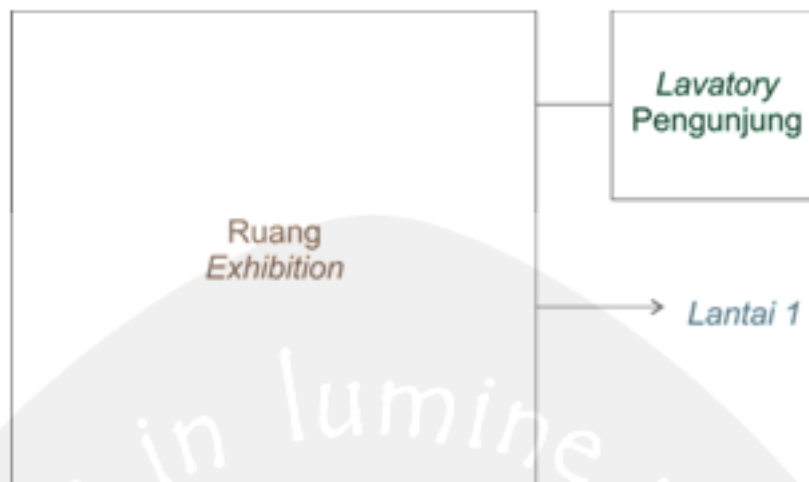 Lavatory
Pengunjung
Ruang
Exhibition
Lantai 1
in lumine